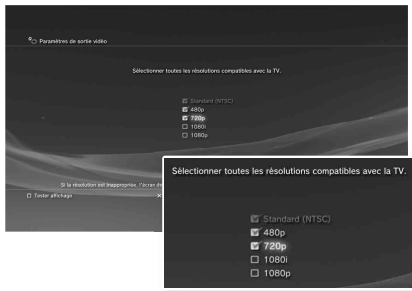 Paramètres de sortie vidéo
Sélectionner toutes les résolutions compatibles avec la TV.
Standard (NTSC)
480p
720p
1080i
1080p
Si la résolution est inappropriée, l'écran de
Tester affichage
Sélectionner toutes les résolutions compatibles avec la TV.
Standard (NTSC)
480p
720p
1080i
1080p